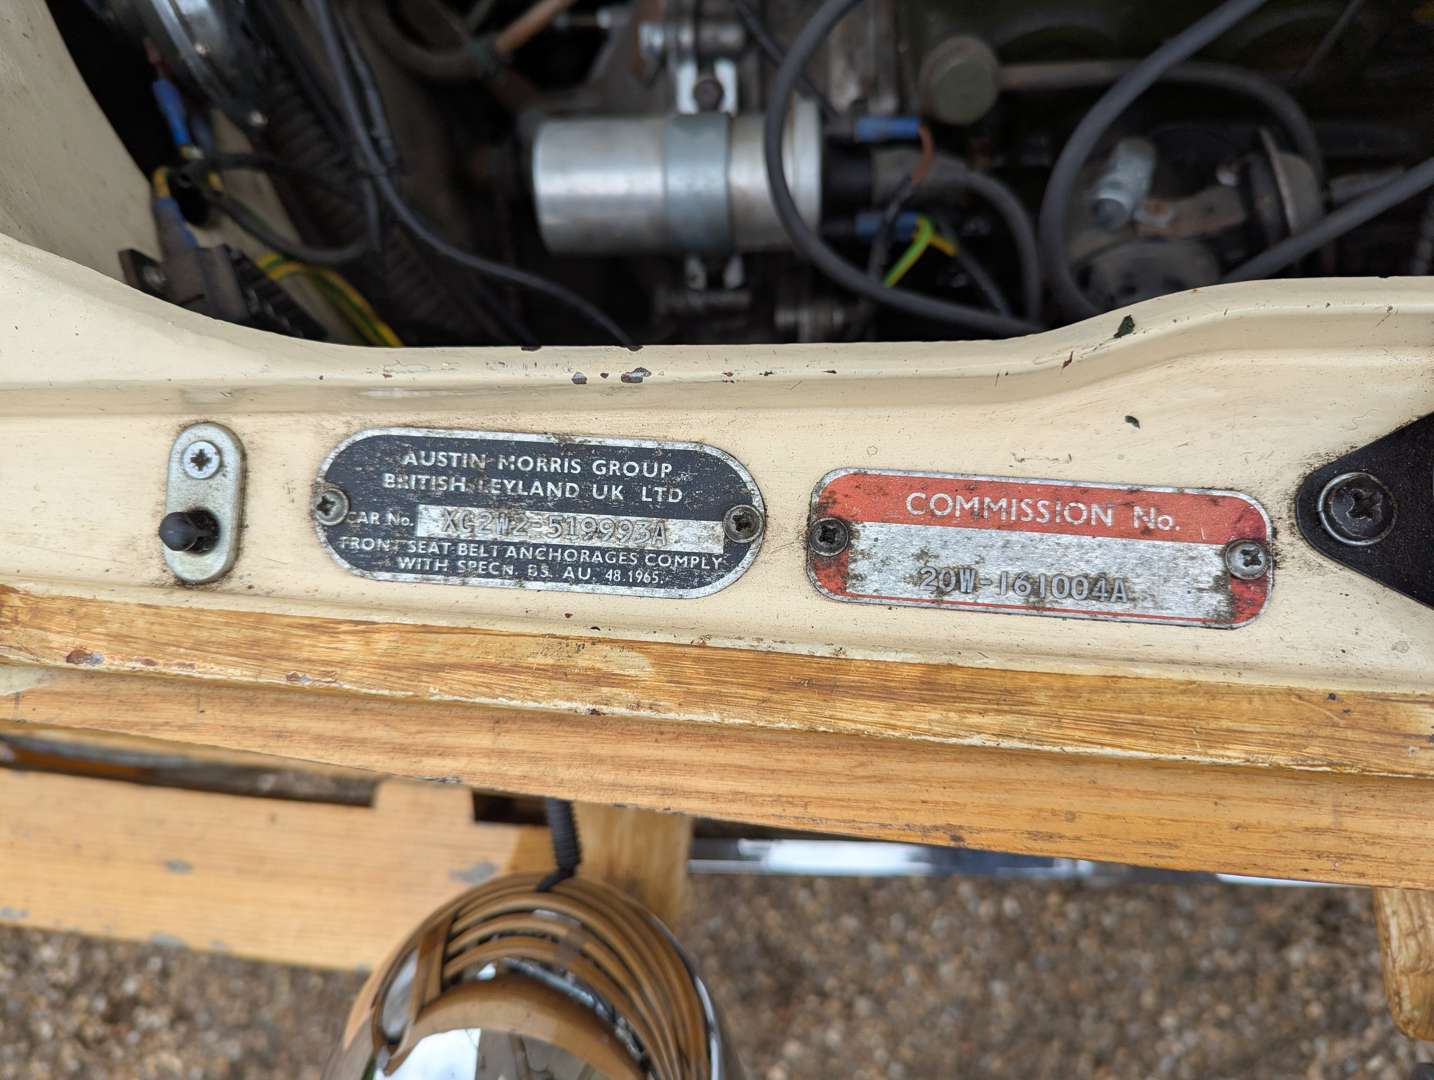 AUSTIN MORRIS GROUP
BRITISH LEYLAND UK LTD
CAR No. XC2W2-519993A
FRONT SEAT BELT ANCHORAGES COMPLY
WITH SPECN. BS. AU. 48.1965.
COMMISSION No.
20W-161004A